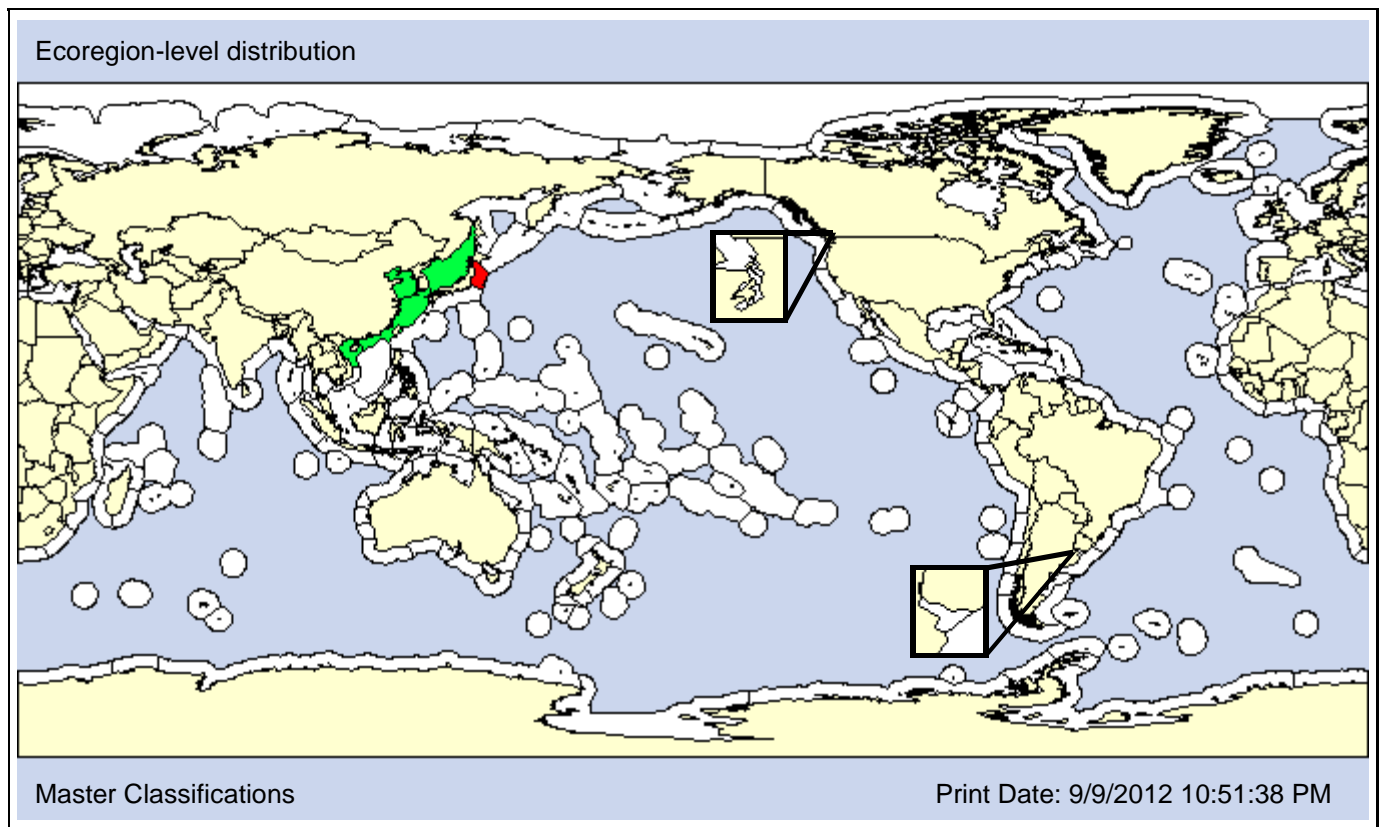 Ecoregion-level distribution
Master Classifications
Print Date: 9/9/2012 10:51:38 PM